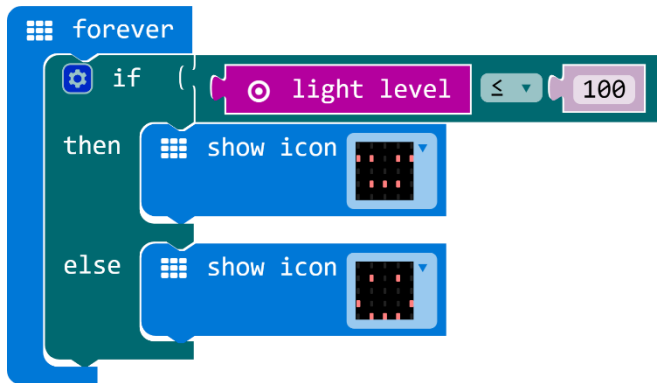 forever
if ( light level ≤ 100
then show icon
else show icon